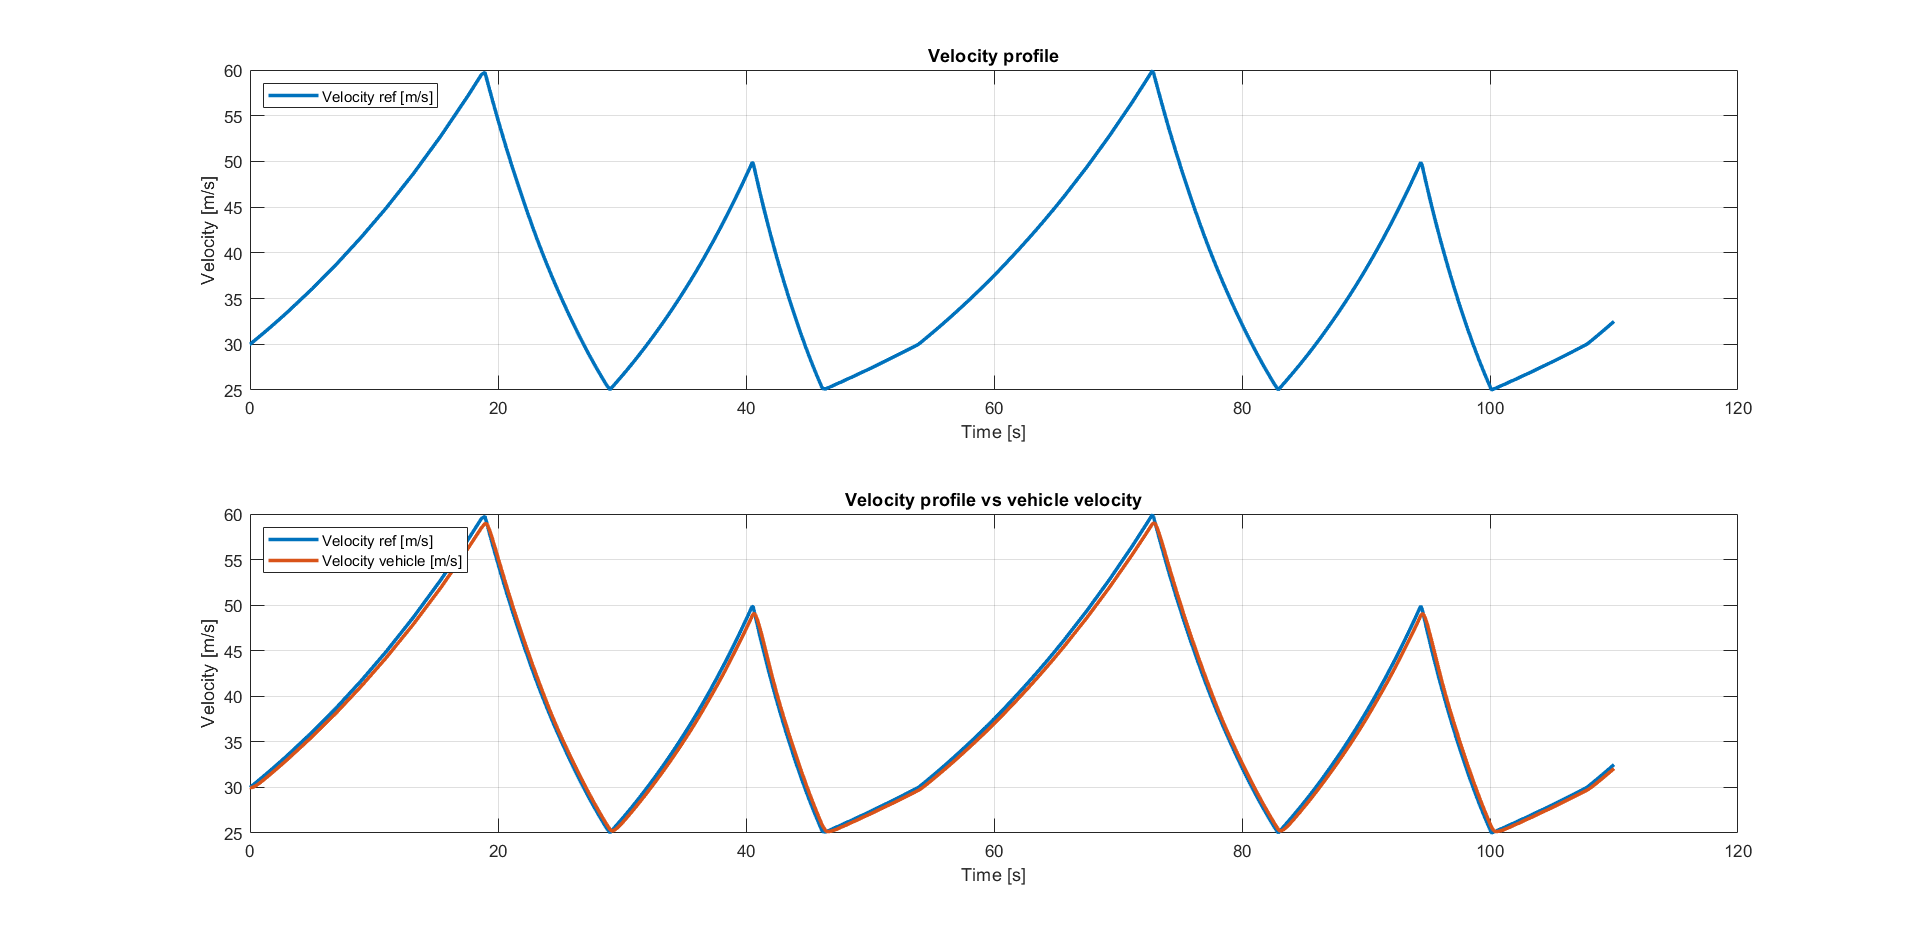 Velocity profile
60
55
50
45
40
35
30
25
Velocity [m/s]
Velocity ref [m/s]
0 20 40 60 80 100 120
Time [s]
Velocity profile vs vehicle velocity
60
55
50
45
40
35
30
25
Velocity [m/s]
Velocity ref [m/s]
Velocity vehicle [m/s]
0 20 40 60 80 100 120
Time [s]